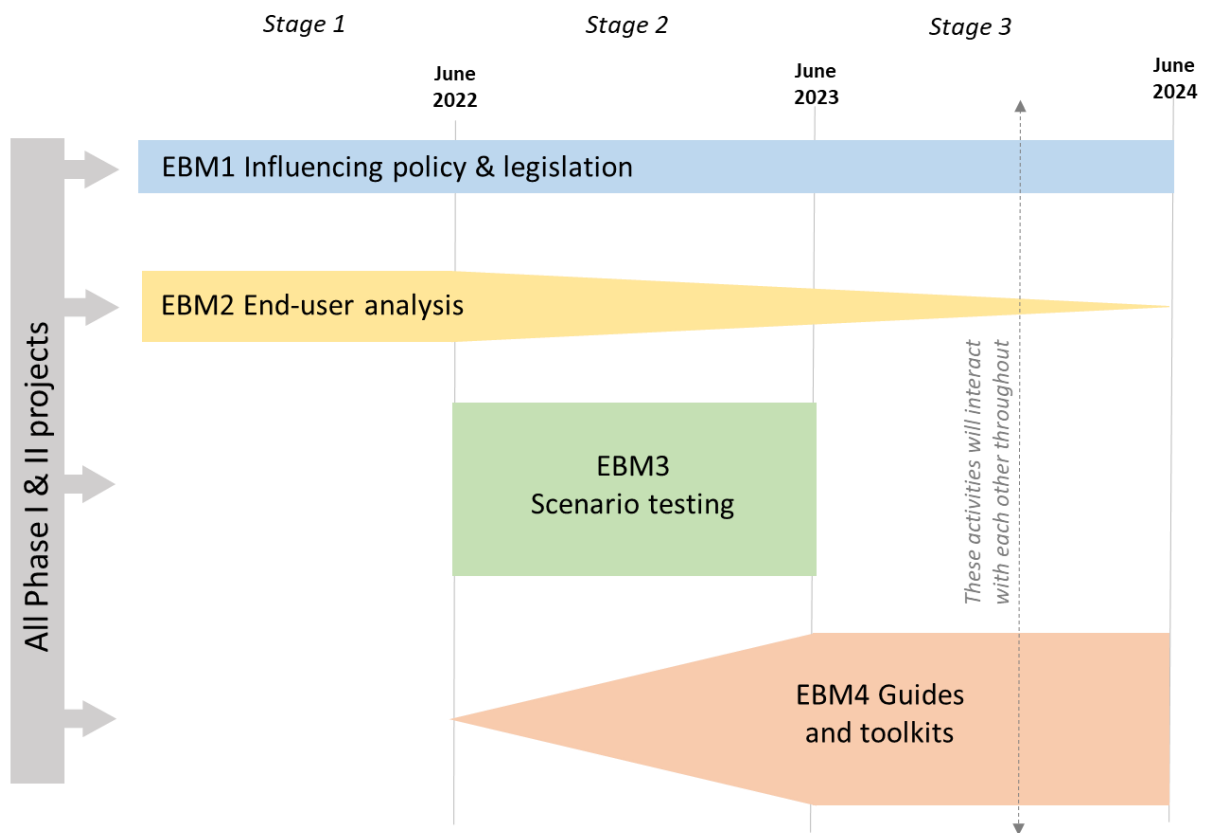 Stage 1
Stage 2
Stage 3
June
2022
June
2023
June
2024
All Phase I & II projects
EBM1 Influencing policy & legislation
EBM2 End-user analysis
EBM3
Scenario testing
EBM4 Guides
and toolkits
These activities will interact
with each other throughout